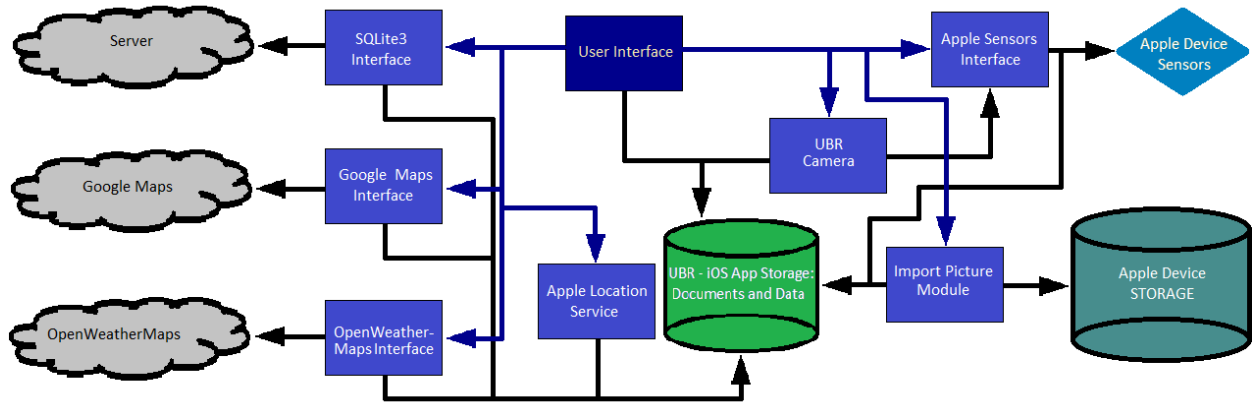 Server
SQLite3
Interface
User Interface
Apple Sensors
Interface
Apple Device
Sensors
UBR
Camera
Google Maps
Google Maps
Interface
UBR - iOS App Storage:
Documents and Data
Import Picture
Module
Apple Device
STORAGE
Apple Location
Service
OpenWeatherMaps
OpenWeather-
Maps Interface